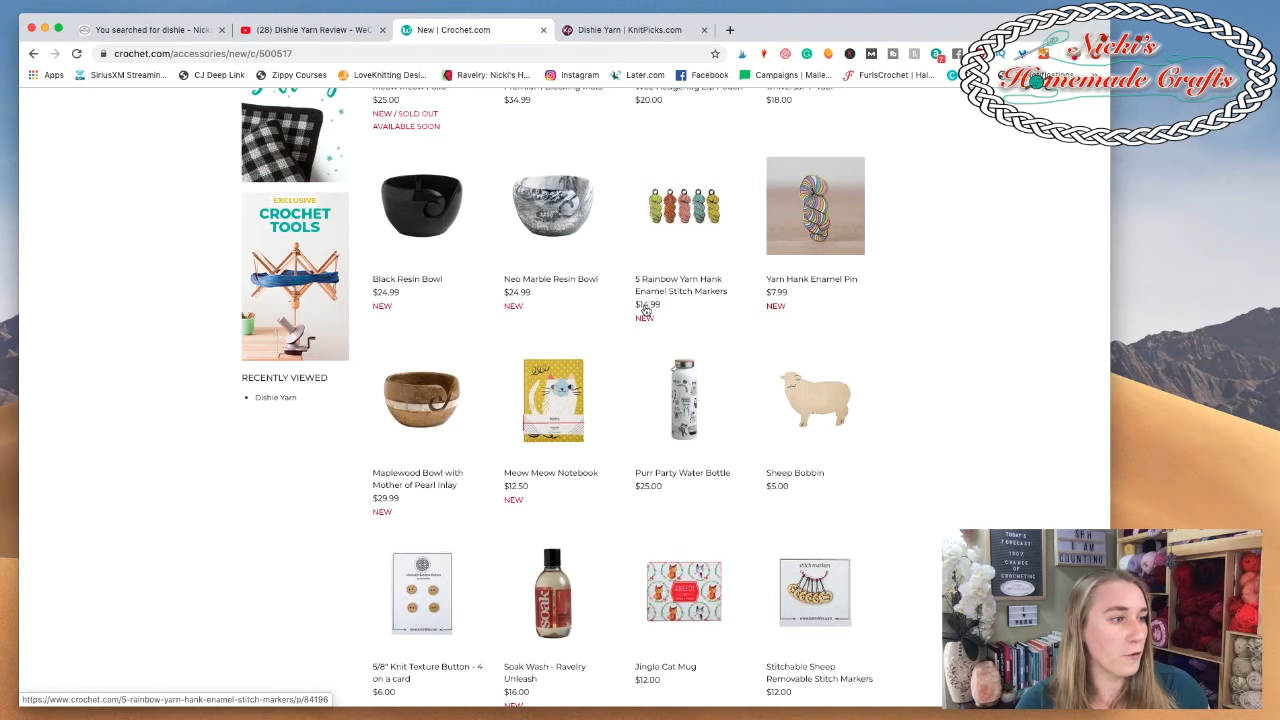 You searched for dishie - Nick
(28) Dishie Yarn Review - WeC
New | Crochet.com
Dishie Yarn | KnitPicks.com
crochet.com/accessories/new/c/500517
Apps
SiriusXM Streamin...
CJ Deep Link
Zippy Courses
LoveKnitting Desi...
Ravelry: Nicki's H...
Instagram
Later.com
Facebook
Campaigns | Maile...
FurlsCrochet | Hai...
Nicki's
Homemade Crafts
$25.00
NEW / SOLD OUT
AVAILABLE SOON
$34.99
$20.00
$18.00
EXCLUSIVE
CROCHET
TOOLS
RECENTLY VIEWED
Dishie Yarn
Black Resin Bowl
$24.99
NEW
Neo Marble Resin Bowl
$24.99
NEW
5 Rainbow Yarn Hank
Enamel Stitch Markers
$14.99
NEW
Yarn Hank Enamel Pin
$7.99
NEW
Maplewood Bowl with
Mother of Pearl Inlay
$29.99
NEW
Meow Meow Notebook
$12.50
NEW
Purr Party Water Bottle
$25.00
Sheep Bobbin
$5.00
soak
stitch markers
5/8" Knit Texture Button - 4
on a card
$6.00
Soak Wash - Ravelry
Unleash
$16.00
NEW
Jingle Cat Mug
$12.00
Stitchable Sheep
Removable Stitch Markers
$12.00
https://www.crochet.com/5-rainbow-yarn-hank-enamel-stitch-markers/p/84196
TODAY'S
FORECAST:
100%
CHANCE
OF
CROCHETING
SHH
I AM
COUNTING